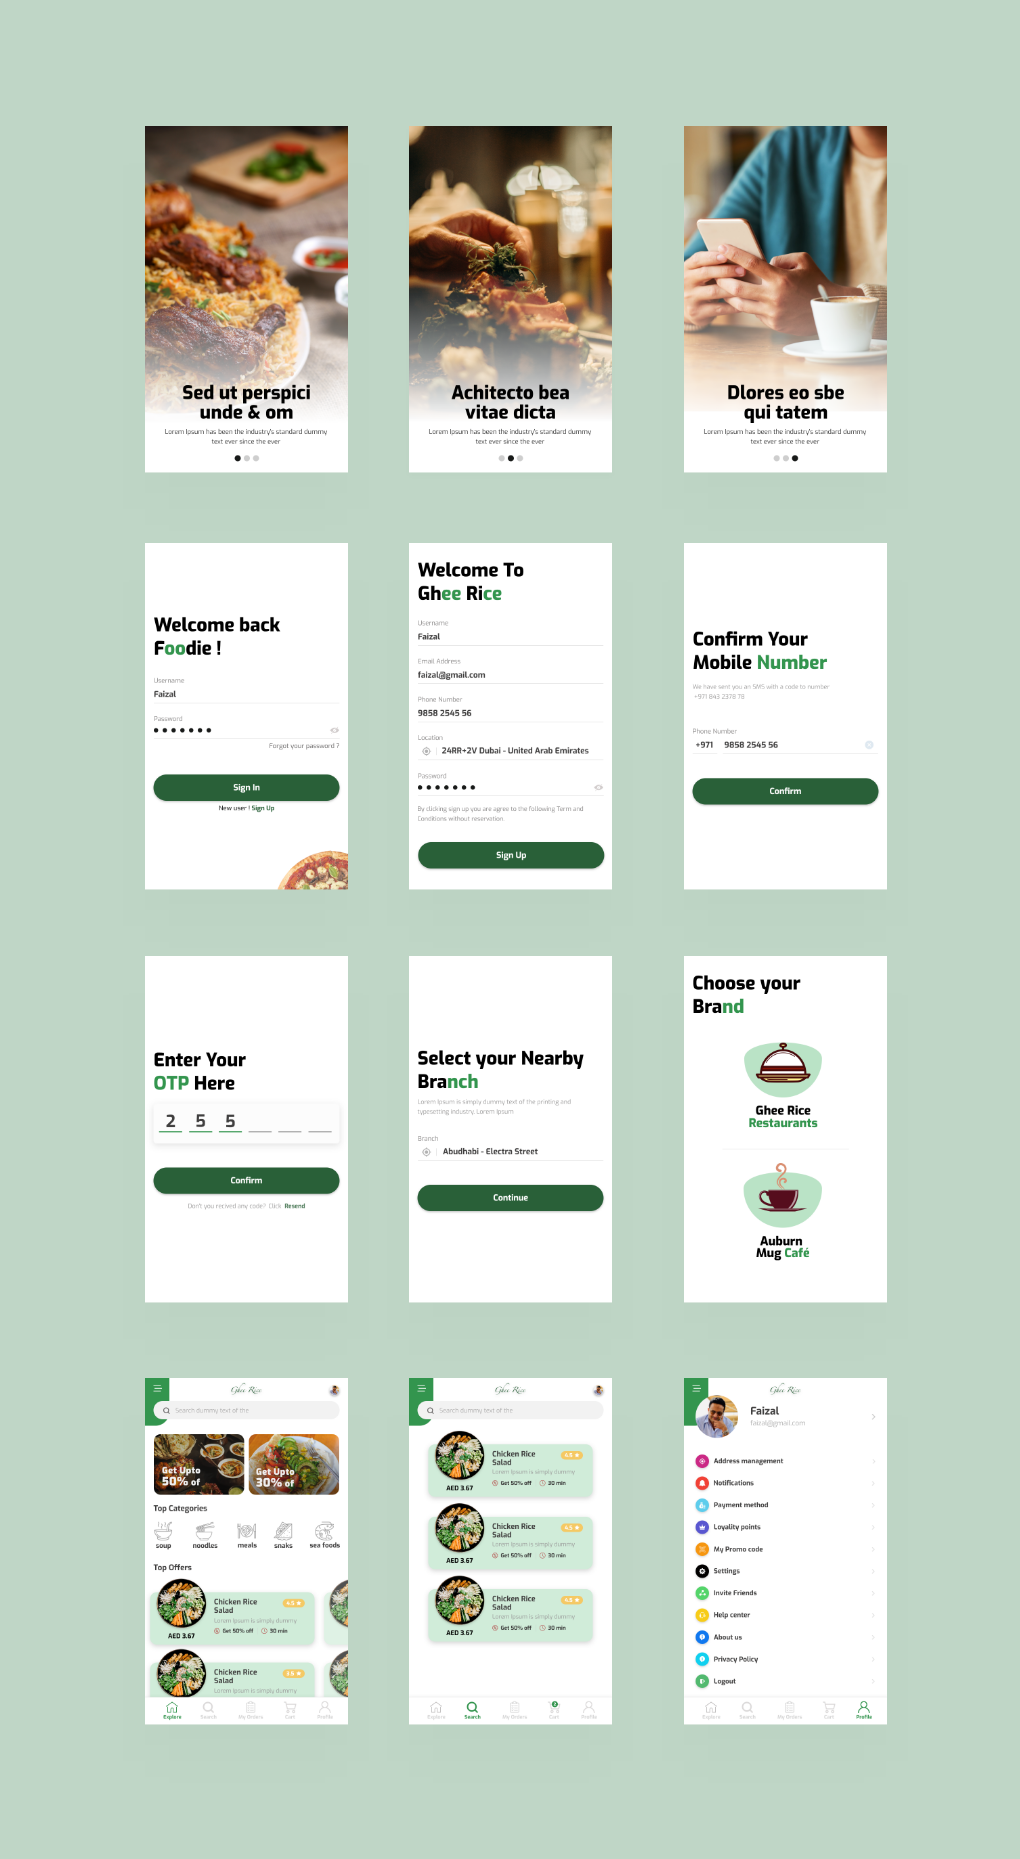 Sed ut perspici
unde & om
Lorem Ipsum has been the industry's standard dummy
text ever since the ever
Achitecto bea
vitae dicta
Lorem Ipsum has been the industry's standard dummy
text ever since the ever
Dlores eo sbe
qui tatem
Lorem Ipsum has been the industry's standard dummy
text ever since the ever
Welcome back
Foodie !
Username
Faizal
Password
Forgot your password ?
Sign In
New user ! Sign Up
Welcome To
Ghee Rice
Username
Faizal
Email Address
faizal@gmail.com
Phone Number
9858 2545 56
Location
24RR+2V Dubai - United Arab Emirates
Password
By clicking sign up you are agree to the following Term and
Conditions without reservation
Sign Up
Confirm Your
Mobile Number
We have sent you an SMS with a code to number
+971 843 2378 78
Phone Number
+971 9858 2545 56
Confirm
Enter Your
OTP Here
2 5 5
Confirm
Don't you recived any code? Click Resend
Select your Nearby
Branch
Lorem Ipsum is simply dummy text of the printing and
typesetting industry. Lorem Ipsum
Branch
Abudhabi - Electra Street
Continue
Choose your
Brand
Ghee Rice
Restaurants
Auburn
Mug Café
Ghee Rice
Search dummy text of the
Get Upto
50% of
Get Upto
30% of
Top Categories
soup noodles meals snaks sea foods
Top Offers
Chicken Rice
Salad
4.5
Lorem Ipsum is simply dummy
Get 50% off 30 min
AED 3.67
Chicken Rice
Salad
3.5
Lorem Ipsum is simply dummy
Explore Search My Orders Cart Profile
Ghee Rice
Search dummy text of the
Chicken Rice
Salad
4.5
Lorem Ipsum is simply dummy
Get 50% off 30 min
AED 3.67
Chicken Rice
Salad
4.5
Lorem Ipsum is simply dummy
Get 50% off 30 min
AED 3.67
Chicken Rice
Salad
4.5
Lorem Ipsum is simply dummy
Get 50% off 30 min
AED 3.67
2
Explore Search My Orders Cart Profile
Ghee Rice
Faizal
faizal@gmail.com
Address management
Notifications
Payment method
Loyality points
My Promo code
Settings
Invite Friends
Help center
About us
Privacy Policy
Logout
Explore Search My Orders Cart Profile